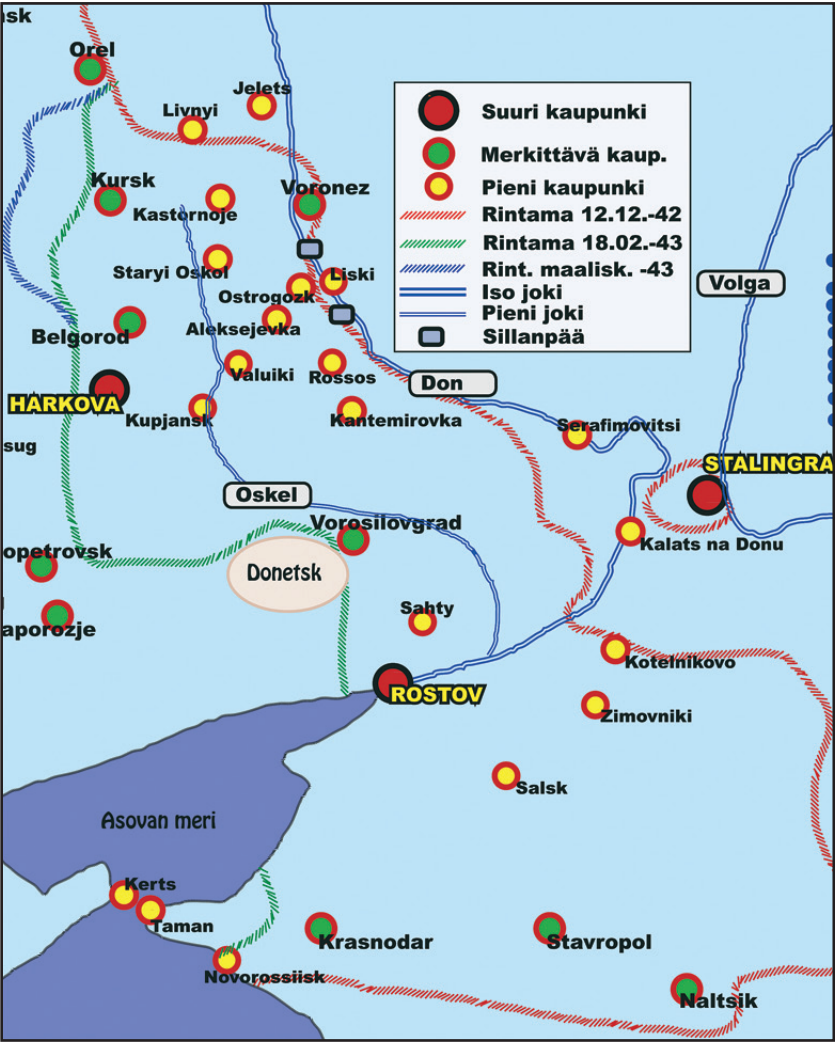 sk
Orel
Jelets
Livnyi
Kursk
Kastornoje
Voronez
Staryi Oskol
Liski
Ostrogozk
Aleksejevka
Belgorod
Valuiki
Rossos
HARKOVA
Kupjansk
Kantemirovka
Don
Serafimovitsi
sug
STALINGRA
Oskel
Vorosilovgrad
Kalats na Donu
opetrovsk
Donetsk
aporozje
Sahty
Kotelnikovo
ROSTOV
Zimovniki
Salsk
Asovan meri
Kerts
Taman
Krasnodar
Stavropol
Novorossiisk
Naltsik
Volga
Suuri kaupunki
Merkittävä kaup.
Pieni kaupunki
Rintama 12.12.-42
Rintama 18.02.-43
Rint. maalisk. -43
Iso joki
Pieni joki
Sillanpää